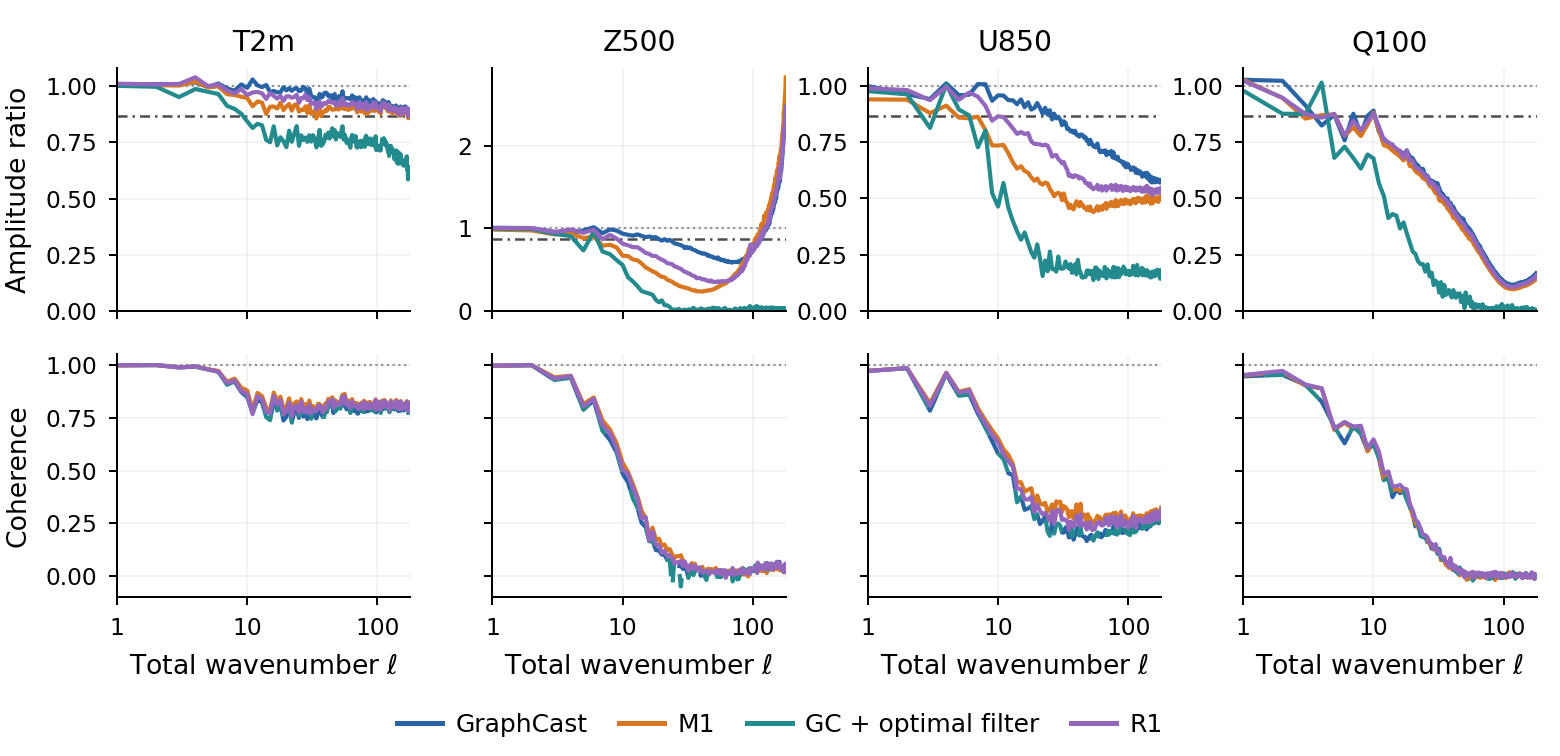 T2m Z500 U850 Q100
Amplitude ratio
1.00 0.75 0.50 0.25 0.00
2 1 0
1.00 0.75 0.50 0.25 0.00
1.00 0.75 0.50 0.25 0.00
Coherence
1.00 0.75 0.50 0.25 0.00
1 10 100 1 10 100 1 10 100 1 10 100
Total wavenumber ℓ Total wavenumber ℓ Total wavenumber ℓ Total wavenumber ℓ
GraphCast M1 GC + optimal filter R1